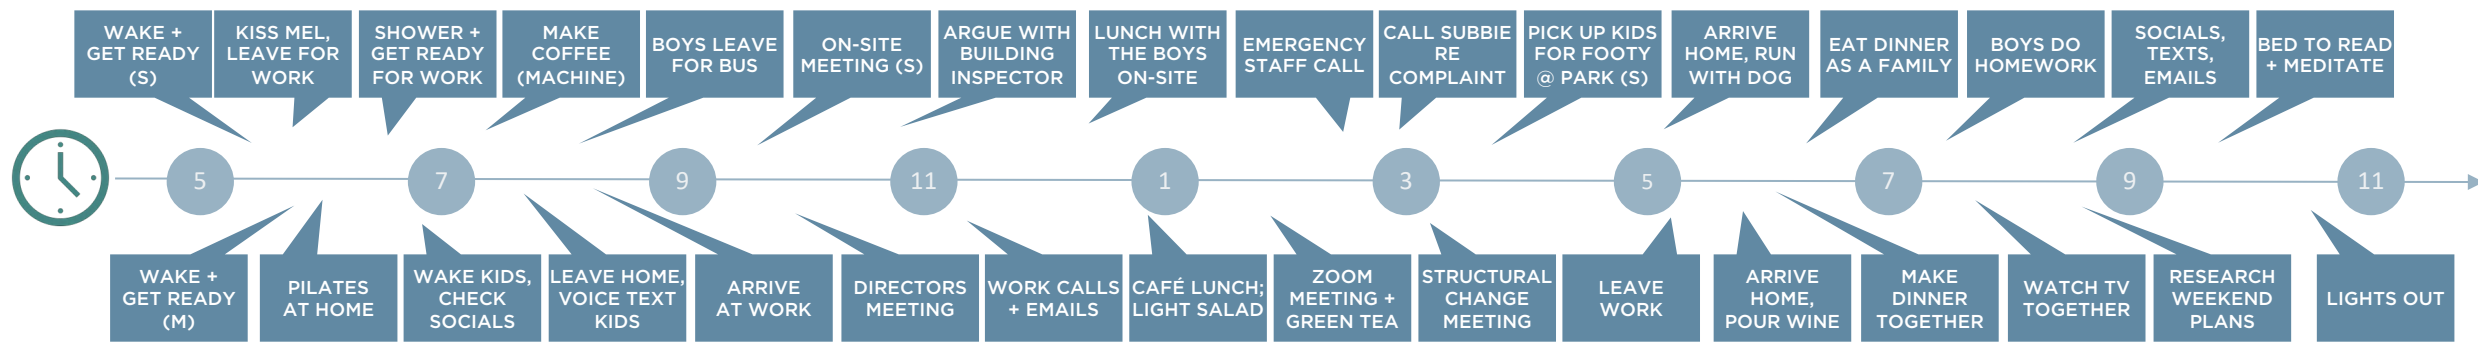 WAKE +
GET READY
(S)
KISS MEL,
LEAVE FOR
WORK
SHOWER +
GET READY
FOR WORK
MAKE
COFFEE
(MACHINE)
BOYS LEAVE
FOR BUS
ON-SITE
MEETING (S)
ARGUE WITH
BUILDING
INSPECTOR
LUNCH WITH
THE BOYS
ON-SITE
EMERGENCY
STAFF CALL
CALL SUBBIE
RE
COMPLAINT
PICK UP KIDS
FOR FOOTY
@ PARK (S)
ARRIVE
HOME, RUN
WITH DOG
EAT DINNER
AS A FAMILY
BOYS DO
HOMEWORK
SOCIALS,
TEXTS,
EMAILS
BED TO READ
+ MEDITATE
5
7
9
11
1
3
5
7
9
11
WAKE +
GET READY
(M)
PILATES
AT HOME
WAKE KIDS,
CHECK
SOCIALS
LEAVE HOME,
VOICE TEXT
KIDS
ARRIVE
AT WORK
DIRECTORS
MEETING
WORK CALLS
+ EMAILS
CAFÉ LUNCH;
LIGHT SALAD
ZOOM
MEETING +
GREEN TEA
STRUCTURAL
CHANGE
MEETING
LEAVE
WORK
ARRIVE
HOME,
POUR WINE
MAKE
DINNER
TOGETHER
WATCH TV
TOGETHER
RESEARCH
WEEKEND
PLANS
LIGHTS OUT